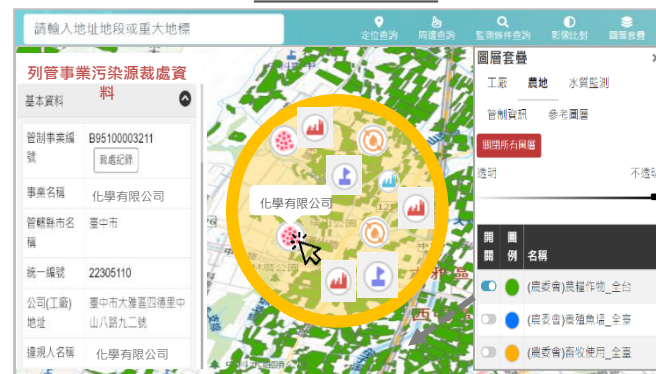 請輸入地址地段或重大地標
定位查詢
周邊查詢
監測條件查詢
影像比對
圖層套疊
列管事業污染源裁處資料
基本資料
管制事業編號
B95100003211
裁處紀錄
事業名稱
化學有限公司
管轄縣市名稱
臺中市
統一編號
22305110
公司(工廠)地址
臺中市大雅區四德里中山八路九二號
違規人名稱
化學有限公司
化學有限公司
圖層套疊
工廠
農地
水質監測
管制資訊
參考圖層
關閉所有圖層
透明
不透明
開關
圖例
名稱
(農委會)農糧作物_全台
(農委會)養殖魚塭_全臺
(農委會)畜牧使用_全臺